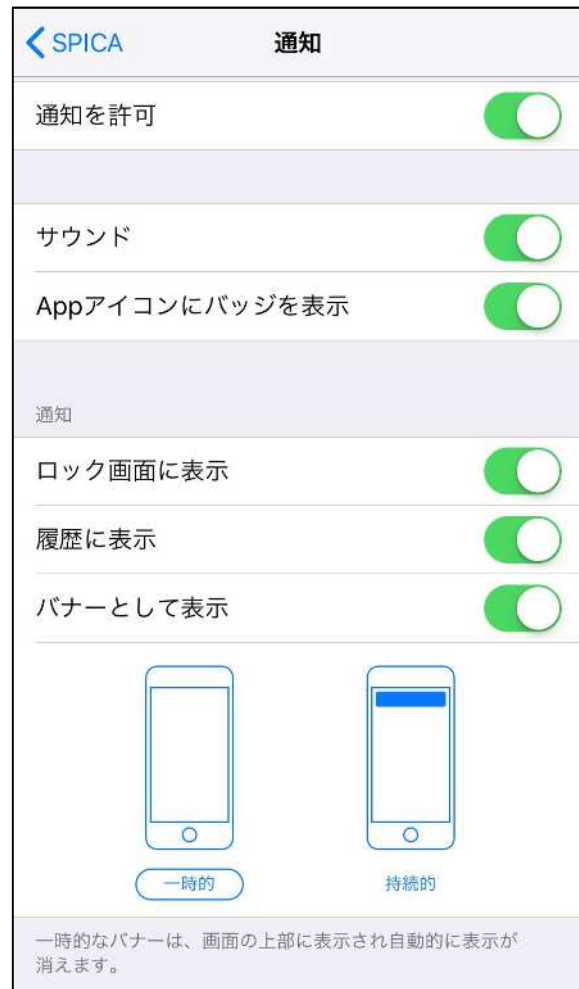 SPICA 通知
通知を許可
サウンド
Appアイコンにバッジを表示
通知
ロック画面に表示
履歴に表示
バナーとして表示
一時的 持続的
一時的なバナーは、画面の上部に表示され自動的に表示が
消えます。